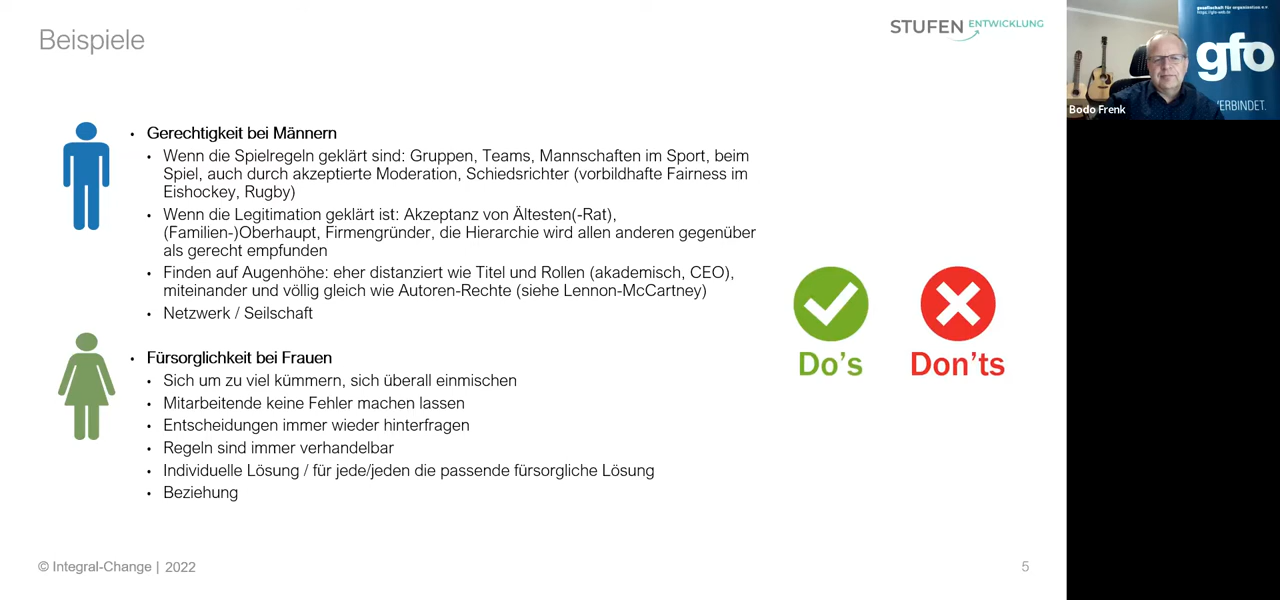 Beispiele
STUFEN ENTWICKLUNG
• Gerechtigkeit bei Männern
• Wenn die Spielregeln geklärt sind: Gruppen, Teams, Mannschaften im Sport, beim
Spiel, auch durch akzeptierte Moderation, Schiedsrichter (vorbildhafte Fairness im
Eishockey, Rugby)
• Wenn die Legitimation geklärt ist: Akzeptanz von Ältesten(-Rat),
(Familien-)Oberhaupt, Firmengründer, die Hierarchie wird allen anderen gegenüber
als gerecht empfunden
• Finden auf Augenhöhe: eher distanziert wie Titel und Rollen (akademisch, CEO),
miteinander und völlig gleich wie Autoren-Rechte (siehe Lennon-McCartney)
• Netzwerk / Seilschaft
• Fürsorglichkeit bei Frauen
• Sich um zu viel kümmern, sich überall einmischen
• Mitarbeitende keine Fehler machen lassen
• Entscheidungen immer wieder hinterfragen
• Regeln sind immer verhandelbar
• Individuelle Lösung / für jede/jeden die passende fürsorgliche Lösung
• Beziehung
Do's Don'ts
© Integral-Change | 2022
5
gesellschaft für organisation e.v.
gfo
VERBINDET.
Bodo Frenk